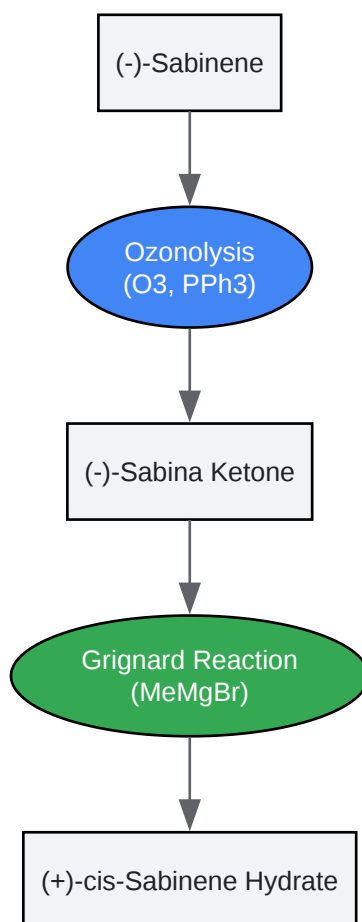 (-)-Sabinene
Ozonolysis
(O3, PPh3)
(-)-Sabina Ketone
Grignard Reaction
(MeMgBr)
(+)-cis-Sabinene Hydrate